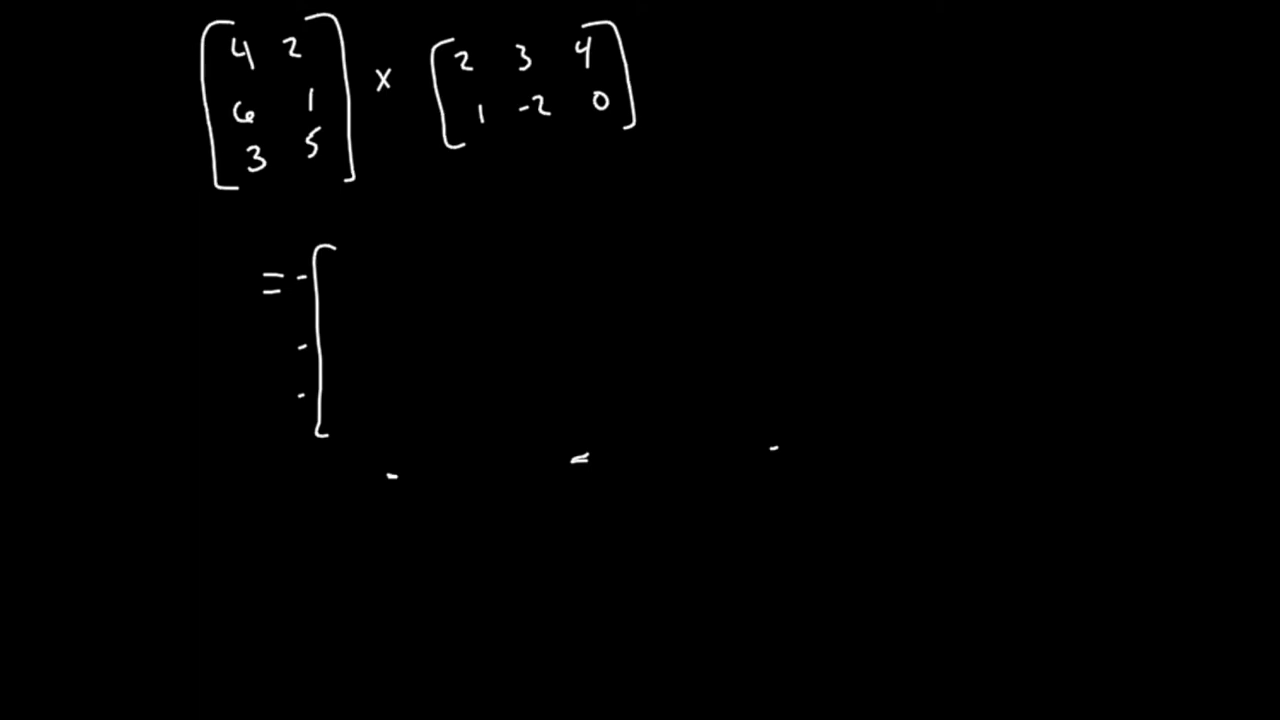 [4 2
6 1
3 5] x [2 3 4
1 -2 0]
= - [
-
-
- - -